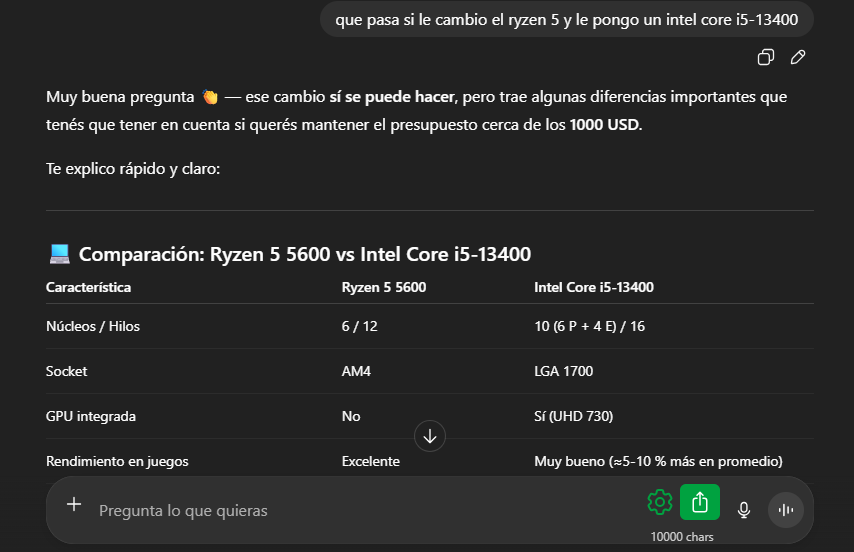 que pasa si le cambio el ryzen 5 y le pongo un intel core i5-13400
Muy buena pregunta 👏 — ese cambio sí se puede hacer, pero trae algunas diferencias importantes que
tenés que tener en cuenta si querés mantener el presupuesto cerca de los 1000 USD.
Te explico rápido y claro:
💻 Comparación: Ryzen 5 5600 vs Intel Core i5-13400
Característica Ryzen 5 5600 Intel Core i5-13400
Núcleos / Hilos 6 / 12 10 (6 P + 4 E) / 16
Socket AM4 LGA 1700
GPU integrada No Sí (UHD 730)
Rendimiento en juegos Excelente Muy bueno (≈5-10 % más en promedio)
Pregunta lo que quieras
10000 chars